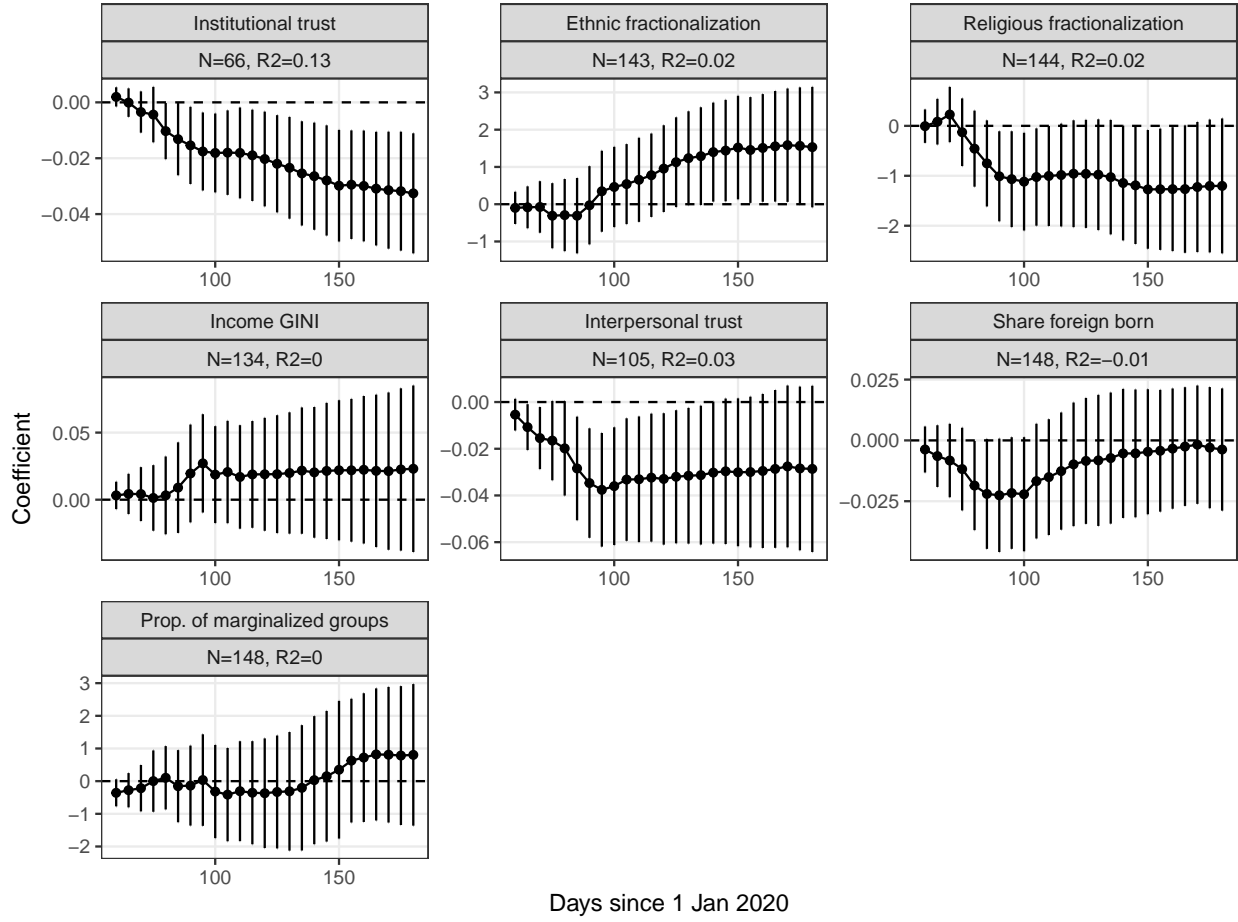 Institutional trust
N=66, R2=0.13
0.00
−0.02
−0.04
100
150
Ethnic fractionalization
N=143, R2=0.02
3
2
1
0
−1
100
150
Religious fractionalization
N=144, R2=0.02
0
−1
−2
100
150
Income GINI
N=134, R2=0
0.05
0.00
100
150
Interpersonal trust
N=105, R2=0.03
0.00
−0.02
−0.04
−0.06
100
150
Share foreign born
N=148, R2=−0.01
0.025
0.000
−0.025
100
150
Prop. of marginalized groups
N=148, R2=0
3
2
1
0
−1
−2
100
150
Coefficient
Days since 1 Jan 2020